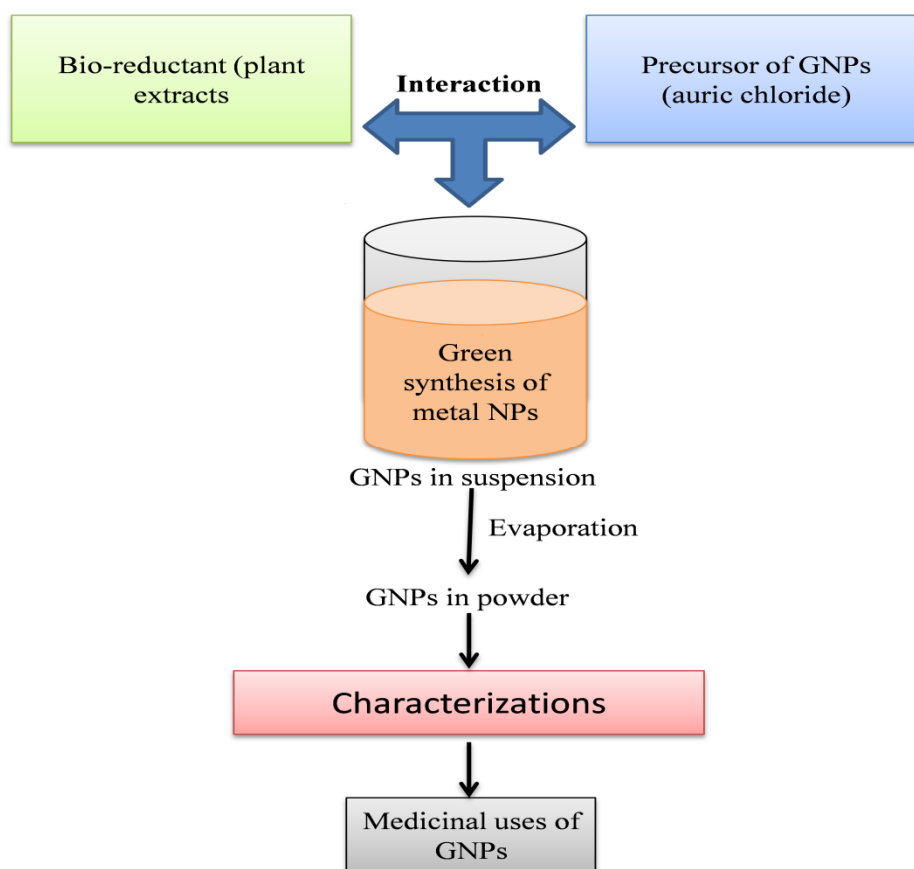 Bio-reductant (plant
extracts
Interaction
Precursor of GNPs
(auric chloride)
Green
synthesis of
metal NPs
GNPs in suspension
Evaporation
GNPs in powder
Characterizations
Medicinal uses of
GNPs